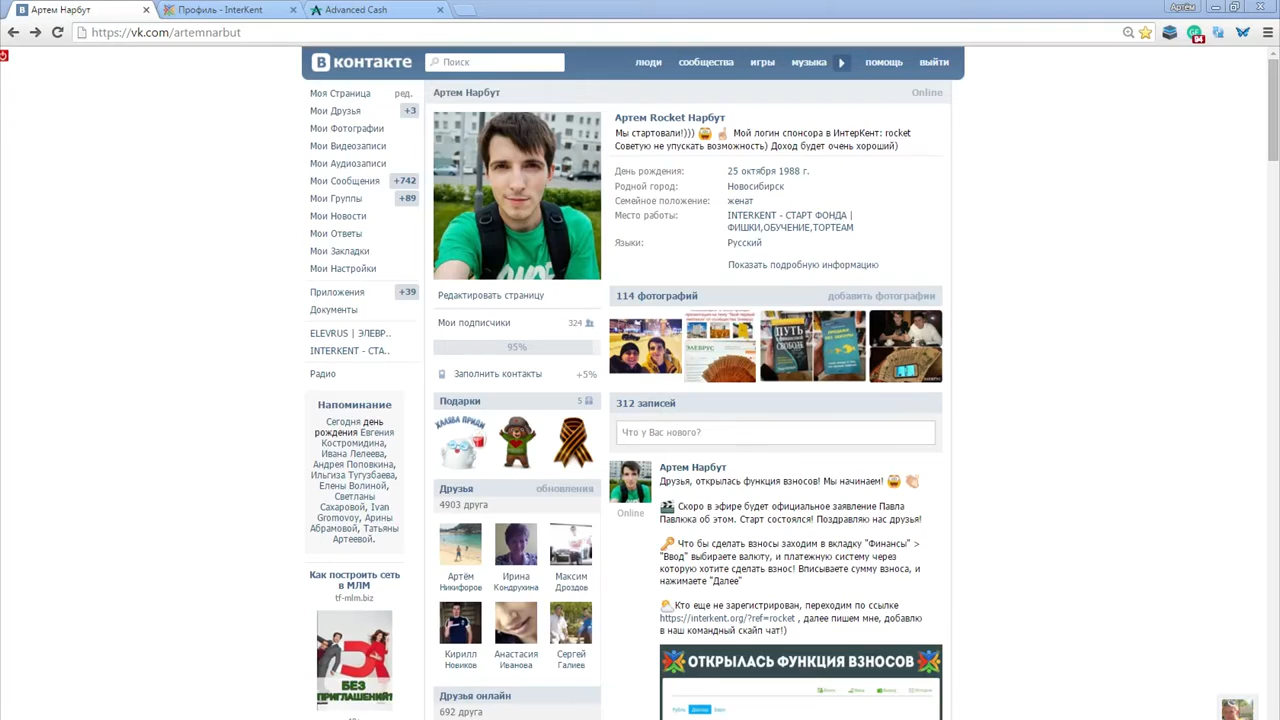 Артем Нарбут
Профиль - InterKent
Advanced Cash
Артём
https://vk.com/artemnarbut
94
В контакте
Поиск
люди
сообщества
игры
музыка
помощь
выйти
Моя Страница
ред.
Мои Друзья
+3
Мои Фотографии
Мои Видеозаписи
Мои Аудиозаписи
Мои Сообщения
+742
Мои Группы
+89
Мои Новости
Мои Ответы
Мои Закладки
Мои Настройки
Приложения
+39
Документы
ELEVRUS | ЭЛЕВР..
INTERKENT - СТА..
Радио
Напоминание
Сегодня день
рождения Евгения
Костромидина,
Ивана Лелеева,
Андрея Поповкина,
Ильгиза Тугузбаева,
Елены Волиной,
Светланы
Сахаровой, Ivan
Gromovoy, Арины
Абрамовой, Татьяны
Артеевой.
Как построить сеть
в МЛМ
tf-mlm.biz
БЕЗ
ПРИГЛАШЕНИЙ!
Артем Нарбут
Online
Редактировать страницу
Мои подписчики
324
95%
Заполнить контакты
+5%
Подарки
5
ХАЛЯВА ПРИДИ
Друзья
обновления
4903 друга
Артём
Никифоров
Ирина
Кондрухина
Максим
Дроздов
Кирилл
Новиков
Анастасия
Иванова
Сергей
Галиев
Друзья онлайн
692 друга
Артем Rocket Нарбут
Мы стартовали!))) Мой логин спонсора в ИнтерКент: rocket
Советую не упускать возможность) Доход будет очень хороший)
День рождения:
25 октября 1988 г.
Родной город:
Новосибирск
Семейное положение:
женат
Место работы:
INTERKENT - СТАРТ ФОНДА |
ФИШКИ,ОБУЧЕНИЕ,TOPTEAM
Языки:
Русский
Показать подробную информацию
114 фотографий
добавить фотографии
ЭЛЕВРУС
ПУТЬ
312 записей
Что у Вас нового?
Артем Нарбут
Online
Друзья, открылась функция взносов! Мы начинаем!
Скоро в эфире будет официальное заявление Павла
Павлюка об этом. Старт состоялся! Поздравляю нас друзья!
Что бы сделать взносы заходим в вкладку "Финансы" >
"Ввод" выбираете валюту, и платежную систему через
которую хотите сделать взнос! Вписываете сумму взноса, и
нажимаете "Далее"
Кто еще не зарегистрирован, переходим по ссылке
https://interkent.org/?ref=rocket , далее пишем мне, добавлю
в наш командный скайп чат!)
ОТКРЫЛАСЬ ФУНКЦИЯ ВЗНОСОВ